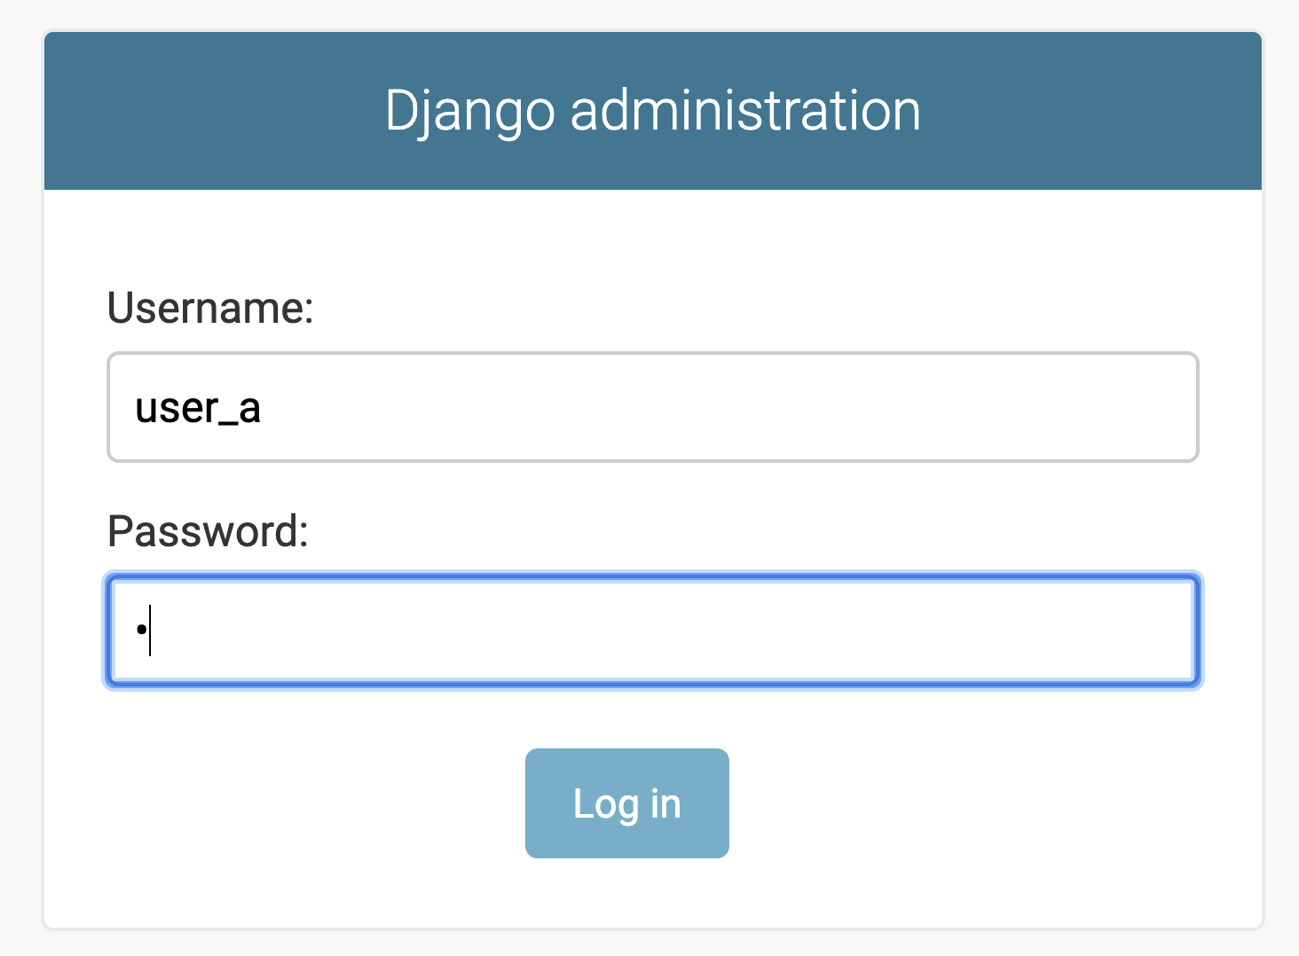 Django administration
Username:
user_a
Password:
•
Log in